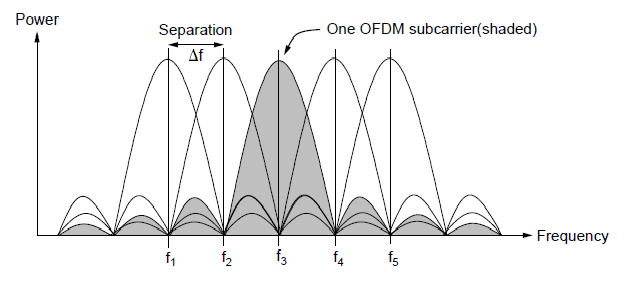 Power
Separation
Δf
One OFDM subcarrier(shaded)
f1 f2 f3 f4 f5
Frequency